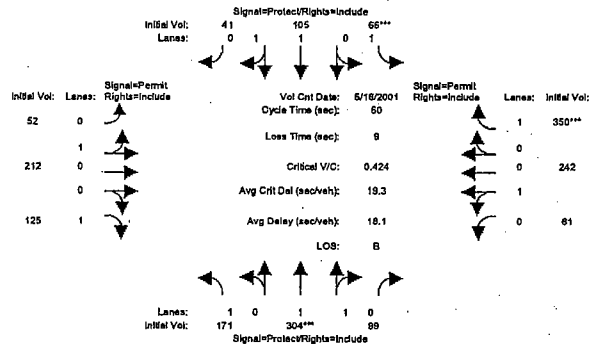 Signal=Protect/Rights=Include
Initial Vol: 41 105 66***
Lanes: 0 1 1 0 1
Signal=Permit
Initial Vol: Lanes: Rights=Include
Vol Cnt Date: 5/16/2001
Signal=Permit
Rights=Include Lanes: Initial Vol:
Cycle Time (sec): 60
52 0
1 350***
Loss Time (sec): 9
1
0
212 0
Critical V/C: 0.424
0 242
0
Avg Crit Del (sec/veh): 19.3
1
125 1
Avg Delay (sec/veh): 18.1
0 61
LOS: B
Lanes: 1 0 1 1 0
Initial Vol: 171 304*** 99
Signal=Protect/Rights=Include